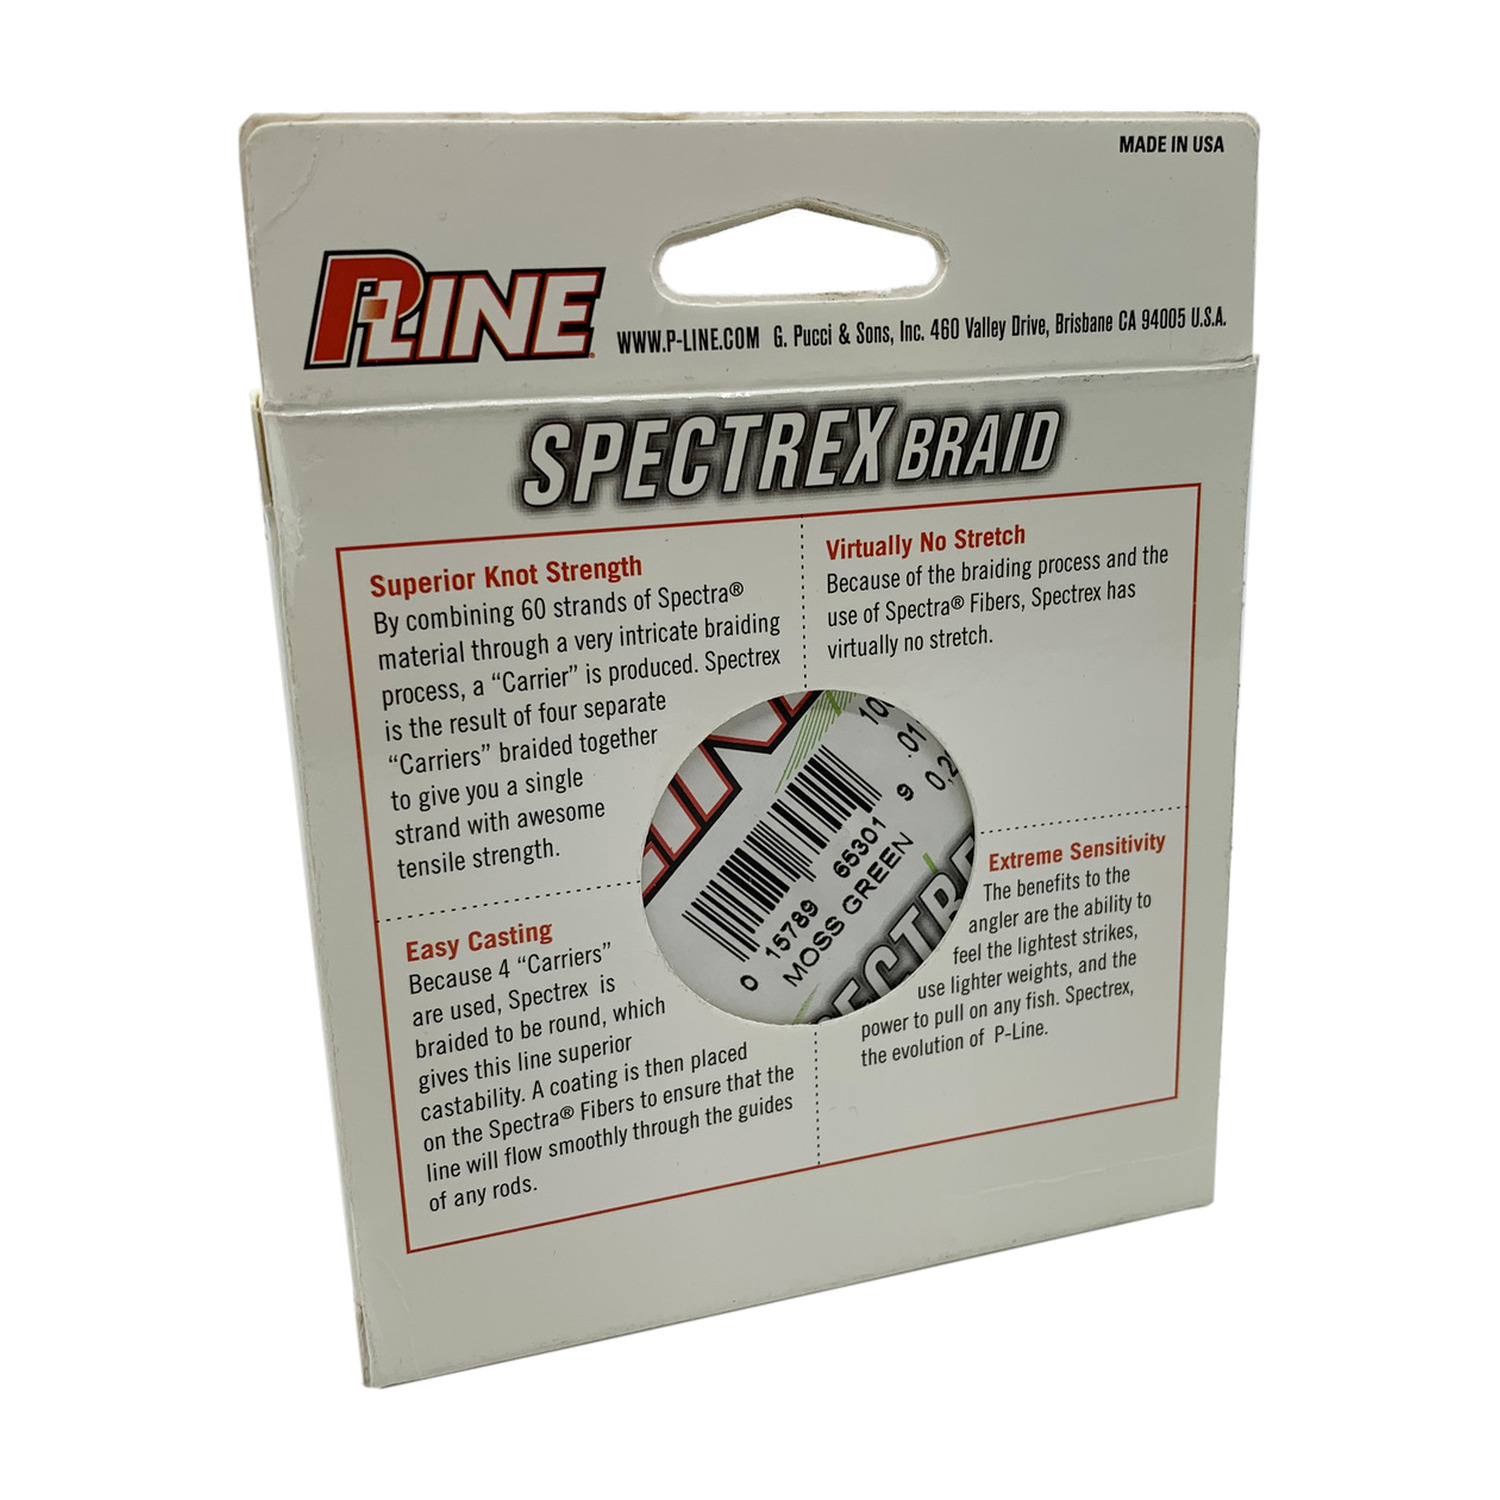 MADE IN USA
P-LINE
WWW.P-LINE.COM G. Pucci & Sons, Inc. 460 Valley Drive, Brisbane CA 94005 U.S.A.
SPECTREX BRAID
Superior Knot Strength
By combining 60 strands of Spectra®
material through a very intricate braiding
process, a “Carrier” is produced. Spectrex
is the result of four separate
“Carriers” braided together
to give you a single
strand with awesome
tensile strength.
Virtually No Stretch
Because of the braiding process and the
use of Spectra® Fibers, Spectrex has
virtually no stretch.
Easy Casting
Because 4 “Carriers”
are used, Spectrex is
braided to be round, which
gives this line superior
castability. A coating is then placed
on the Spectra® Fibers to ensure that the
line will flow smoothly through the guides
of any rods.
Extreme Sensitivity
The benefits to the
angler are the ability to
feel the lightest strikes,
use lighter weights, and the
power to pull on any fish. Spectrex,
the evolution of P-Line.
0 15789 65301 9
MOSS GREEN